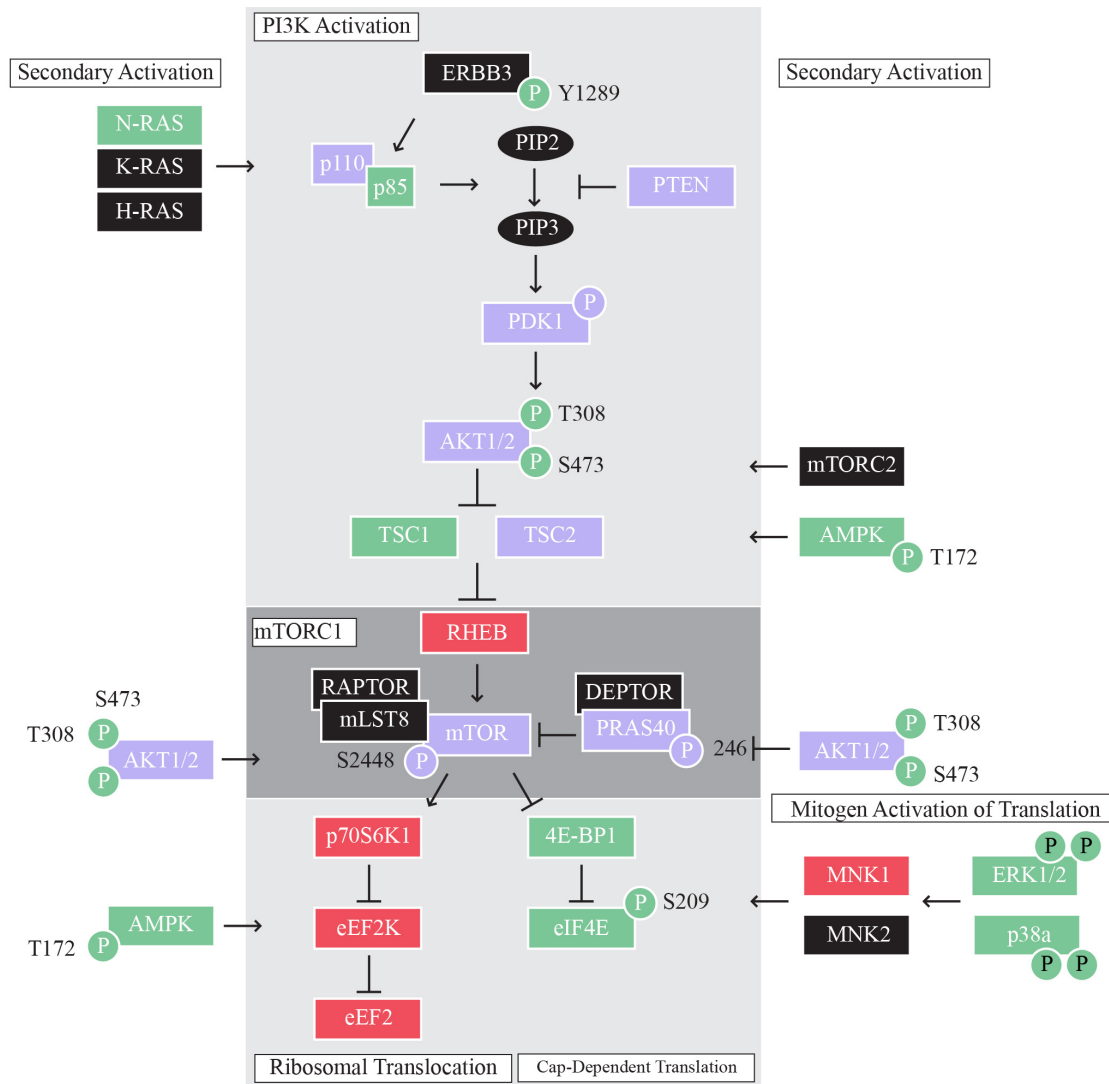 PI3K Activation
Secondary Activation
Secondary Activation
ERBB3
P
Y1289
N-RAS
K-RAS
H-RAS
p110
p85
PIP2
PTEN
PIP3
P
PDK1
P
T308
AKT1/2
P
S473
mTORC2
TSC1
TSC2
AMPK
P
T172
mTORC1
RHEB
S473
T308
P
P
AKT1/2
RAPTOR
mLST8
mTOR
S2448
P
DEPTOR
PRAS40
P
246
AKT1/2
P
T308
P
S473
Mitogen Activation of Translation
p70S6K1
4E-BP1
MNK1
MNK2
P
P
ERK1/2
p38a
P
P
AMPK
P
T172
eEF2K
P
S209
eIF4E
eEF2
Ribosomal Translocation
Cap-Dependent Translation